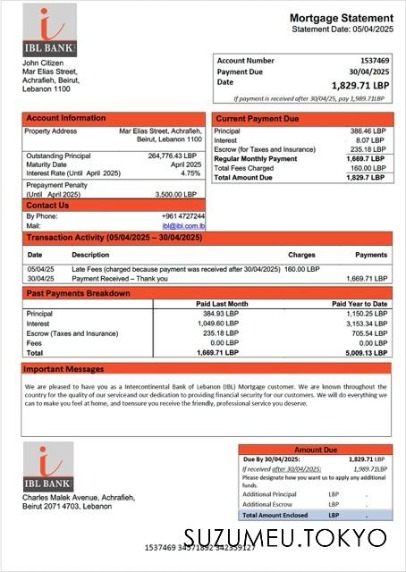 IBL BANK
Mortgage Statement
Statement Date: 05/04/2025
John Citizen
Mar Elias Street,
Achrafieh, Beirut,
Lebanon 1100
Account Number 1537469
Payment Due 30/04/2025
Date
1,829.71 LBP
If payment is received after 30/04/25, pay 1,989.71LBP
Account Information
Property Address Mar Elias Street, Achrafieh,
Beirut, Lebanon 1100
Outstanding Principal 264,776.43 LBP
Maturity Date April 2025
Interest Rate (Until April 2025) 4.75%
Prepayment Penalty
(Until April 2025) 3,500.00 LBP
Contact Us
By Phone: +961 4727244
Mail: ibl@ibl.com.lb
Current Payment Due
Principal 386.46 LBP
Interest 8.07 LBP
Escrow (for Taxes and Insurance) 235.18 LBP
Regular Monthly Payment 1,669.7 LBP
Total Fees Charged 160.00 LBP
Total Amount Due 1,829.7 LBP
Transaction Activity (05/04/2025 – 30/04/2025)
Date Description Charges Payments
05/04/25 Late Fees (charged because payment was received after 30/04/2025) 160.00 LBP
30/04/25 Payment Received – Thank you 1,669.71 LBP
Past Payments Breakdown
Paid Last Month Paid Year to Date
Principal 384.93 LBP 1,150.25 LBP
Interest 1,049.60 LBP 3,153.34 LBP
Escrow (Taxes and Insurance) 235.18 LBP 705.54 LBP
Fees 0.00 LBP 0.00 LBP
Total 1,669.71 LBP 5,009.13 LBP
Important Messages
We are pleased to have you as a Intercontinental Bank of Lebanon (IBL) Mortgage customer. We are known throughout the
country for the quality of our serviceand our dedication to providing financial security for our customers. We will do everything we
can to make you feel at home, and toensure you receive the friendly, professional service you deserve.
IBL BANK
Charles Malek Avenue, Achrafieh,
Beirut 2071 4703, Lebanon
Amount Due
Due By 30/04/2025: 1,829.71 LBP
If received after 30/04/2025: 1,989.71LBP
Please designate how you want us to apply any additional
funds.
Additional Principal LBP .
Additional Escrow LBP .
Total Amount Enclosed LBP .
SUZUMEU.TOKYO
1537469 34571892 342359127